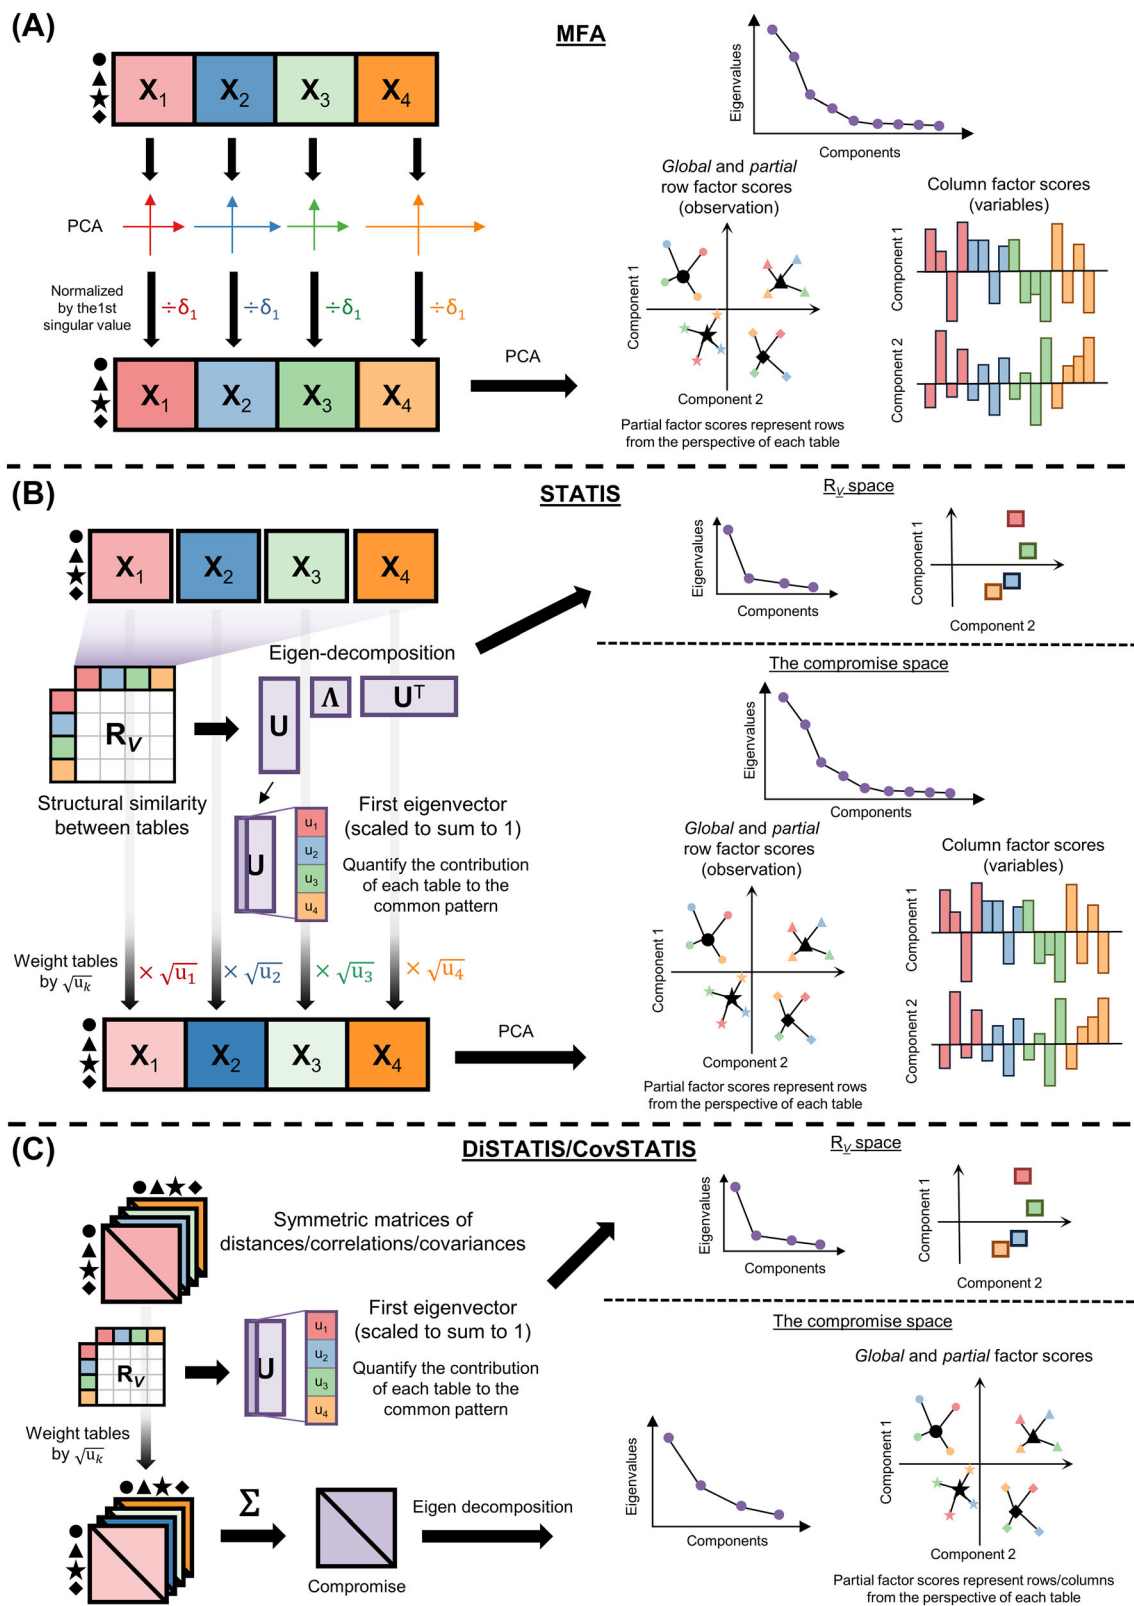 (A)
MFA
X1 X2 X3 X4
PCA
Normalized
by the1st
singular value
÷δ1 ÷δ1 ÷δ1 ÷δ1
X1 X2 X3 X4
PCA
Eigenvalues
Components
Global and partial
row factor scores
(observation)
Component 1
Component 2
Partial factor scores represent rows
from the perspective of each table
Column factor scores
(variables)
Component 1
Component 2
(B)
STATIS
X1 X2 X3 X4
RV
Structural similarity
between tables
Eigen-decomposition
U Λ U^T
U
u1
u2
u3
u4
First eigenvector
(scaled to sum to 1)
Quantify the contribution
of each table to the
common pattern
Weight tables
by √uk
× √u1 × √u2 × √u3 × √u4
X1 X2 X3 X4
PCA
RV space
Eigenvalues
Components
Component 1
Component 2
The compromise space
Eigenvalues
Components
Global and partial
row factor scores
(observation)
Component 1
Component 2
Partial factor scores represent rows
from the perspective of each table
Column factor scores
(variables)
Component 1
Component 2
(C)
DiSTATIS/CovSTATIS
Symmetric matrices of
distances/correlations/covariances
RV
U
u1
u2
u3
u4
First eigenvector
(scaled to sum to 1)
Quantify the contribution
of each table to the
common pattern
Weight tables
by √uk
Σ
Compromise
Eigen decomposition
RV space
Eigenvalues
Components
Component 1
Component 2
The compromise space
Global and partial factor scores
Eigenvalues
Components
Component 1
Component 2
Partial factor scores represent rows/columns
from the perspective of each table